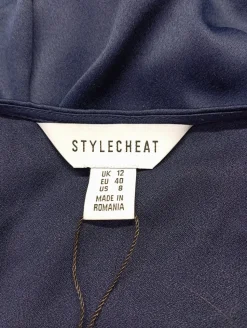 STYLECHEAT
UK 12
EU 40
US 8
MADE IN
ROMANIA